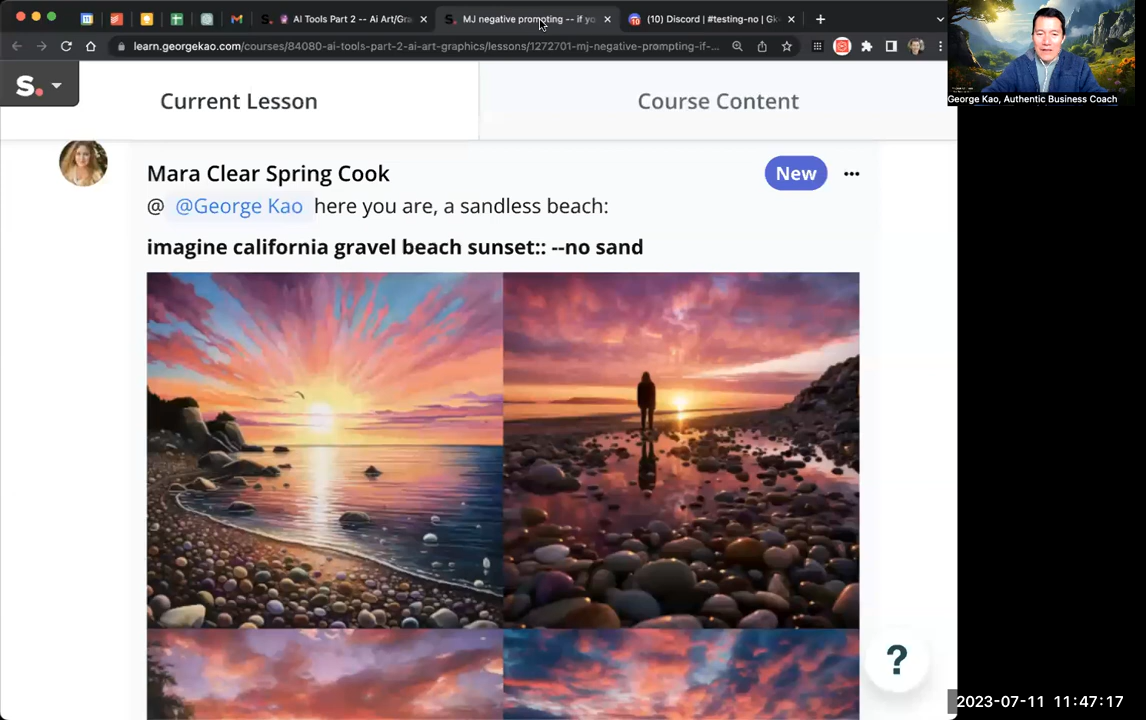 AI Tools Part 2 -- Ai Art/Gra
MJ negative prompting -- if yo
(10) Discord | #testing-no | Gk
learn.georgekao.com/courses/84080-ai-tools-part-2-ai-art-graphics/lessons/1272701-mj-negative-prompting-if-...
George Kao, Authentic Business Coach
S.
Current Lesson
Course Content
Mara Clear Spring Cook
New
@ @George Kao here you are, a sandless beach:
imagine california gravel beach sunset:: --no sand
?
2023-07-11 11:47:17